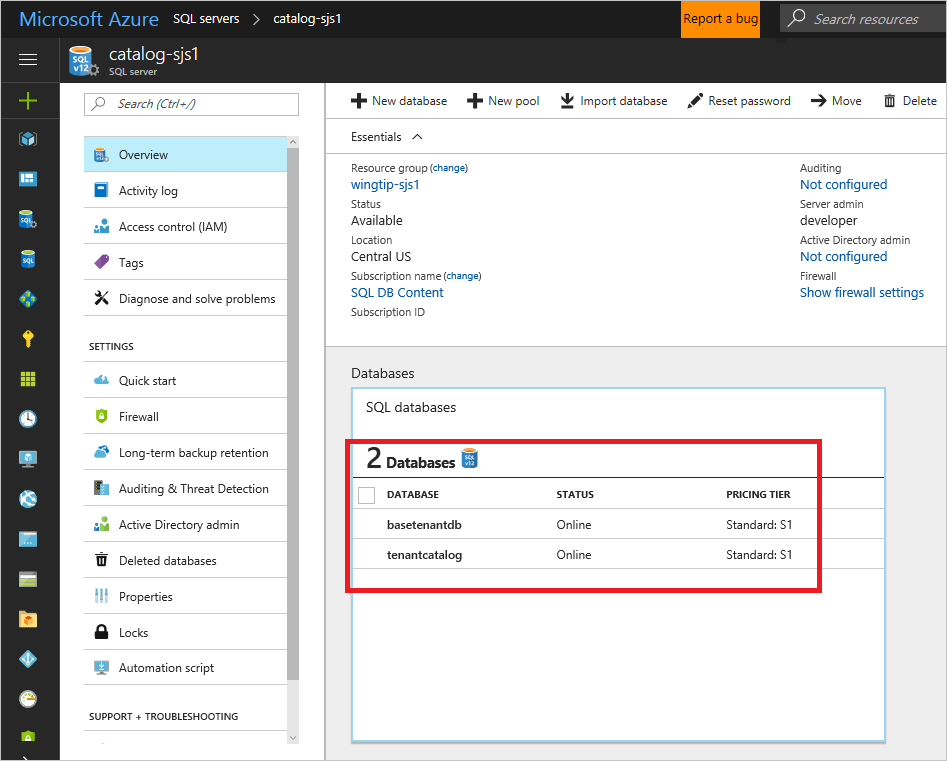 Microsoft Azure SQL servers > catalog-sjs1
Report a bug
Search resources
SQL v12
catalog-sjs1
SQL server
Search (Ctrl+/)
Overview
Activity log
Access control (IAM)
Tags
Diagnose and solve problems
SETTINGS
Quick start
Firewall
Long-term backup retention
Auditing & Threat Detection
Active Directory admin
Deleted databases
Properties
Locks
Automation script
SUPPORT + TROUBLESHOOTING
New database
New pool
Import database
Reset password
Move
Delete
Essentials
Resource group (change)
wingtip-sjs1
Status
Available
Location
Central US
Subscription name (change)
SQL DB Content
Subscription ID
Auditing
Not configured
Server admin
developer
Active Directory admin
Not configured
Firewall
Show firewall settings
Databases
SQL databases
2 Databases
DATABASE STATUS PRICING TIER
basetenantdb Online Standard: S1
tenantcatalog Online Standard: S1